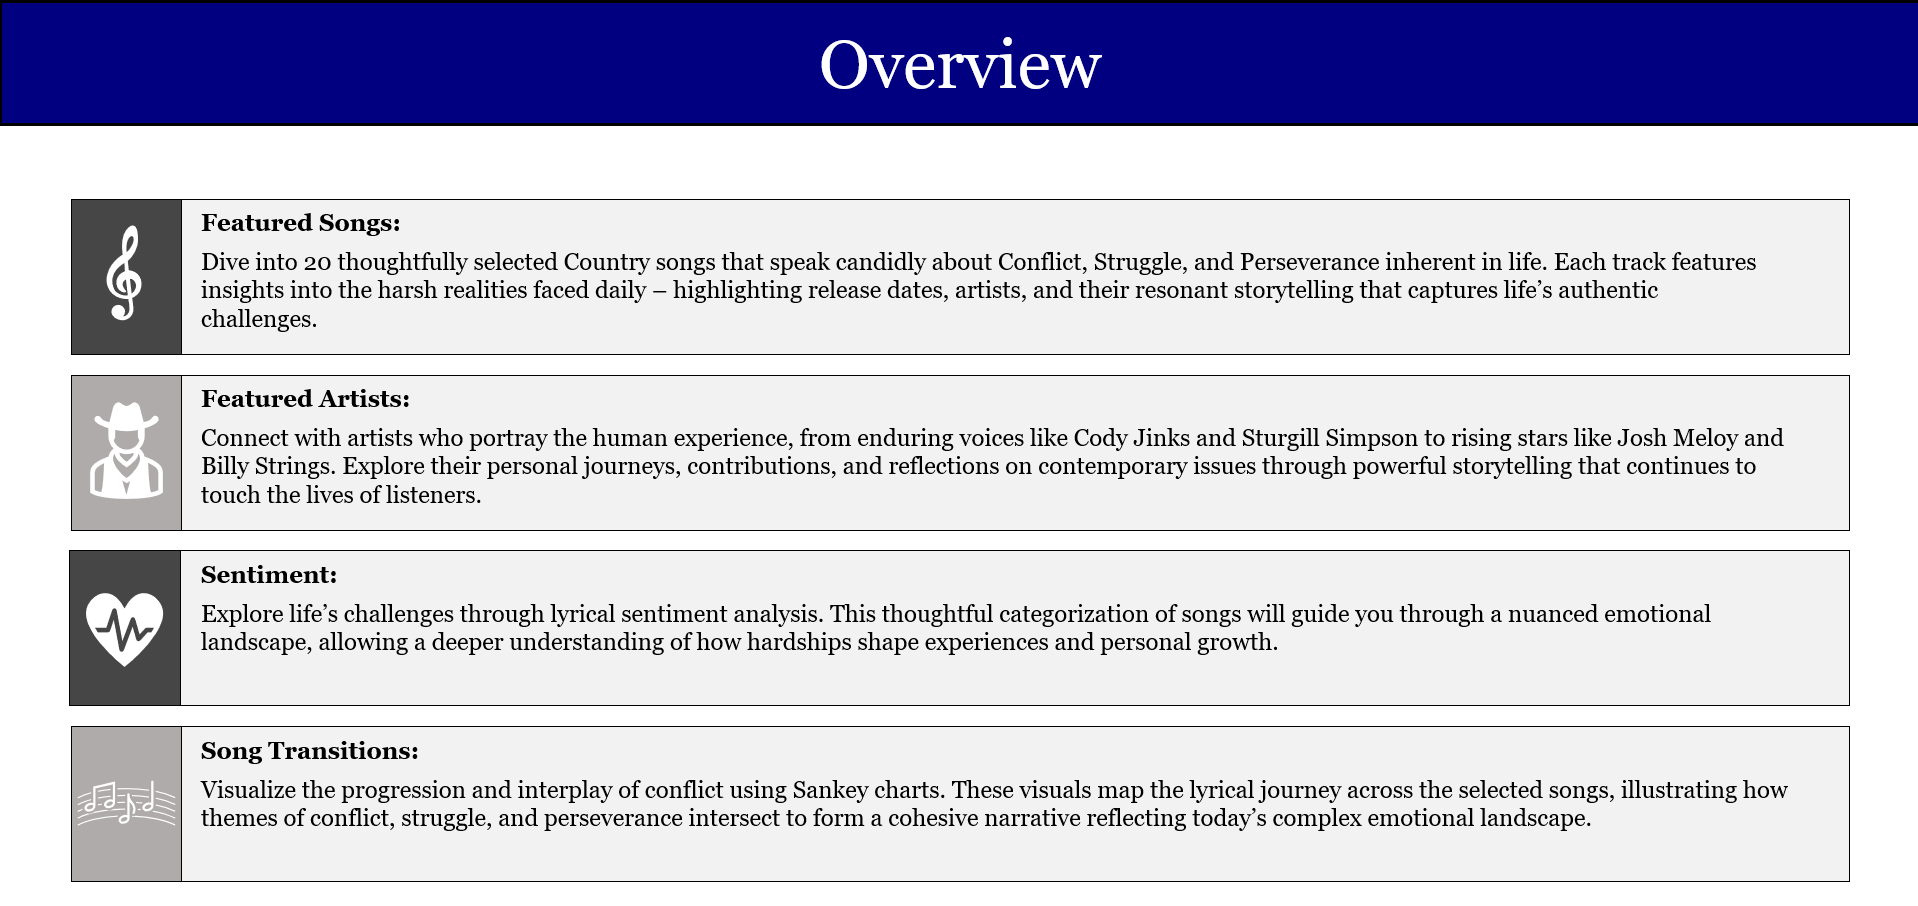 Overview
Featured Songs:
Dive into 20 thoughtfully selected Country songs that speak candidly about Conflict, Struggle, and Perseverance inherent in life. Each track features
insights into the harsh realities faced daily – highlighting release dates, artists, and their resonant storytelling that captures life’s authentic
challenges.
Featured Artists:
Connect with artists who portray the human experience, from enduring voices like Cody Jinks and Sturgill Simpson to rising stars like Josh Meloy and
Billy Strings. Explore their personal journeys, contributions, and reflections on contemporary issues through powerful storytelling that continues to
touch the lives of listeners.
Sentiment:
Explore life’s challenges through lyrical sentiment analysis. This thoughtful categorization of songs will guide you through a nuanced emotional
landscape, allowing a deeper understanding of how hardships shape experiences and personal growth.
Song Transitions:
Visualize the progression and interplay of conflict using Sankey charts. These visuals map the lyrical journey across the selected songs, illustrating how
themes of conflict, struggle, and perseverance intersect to form a cohesive narrative reflecting today’s complex emotional landscape.